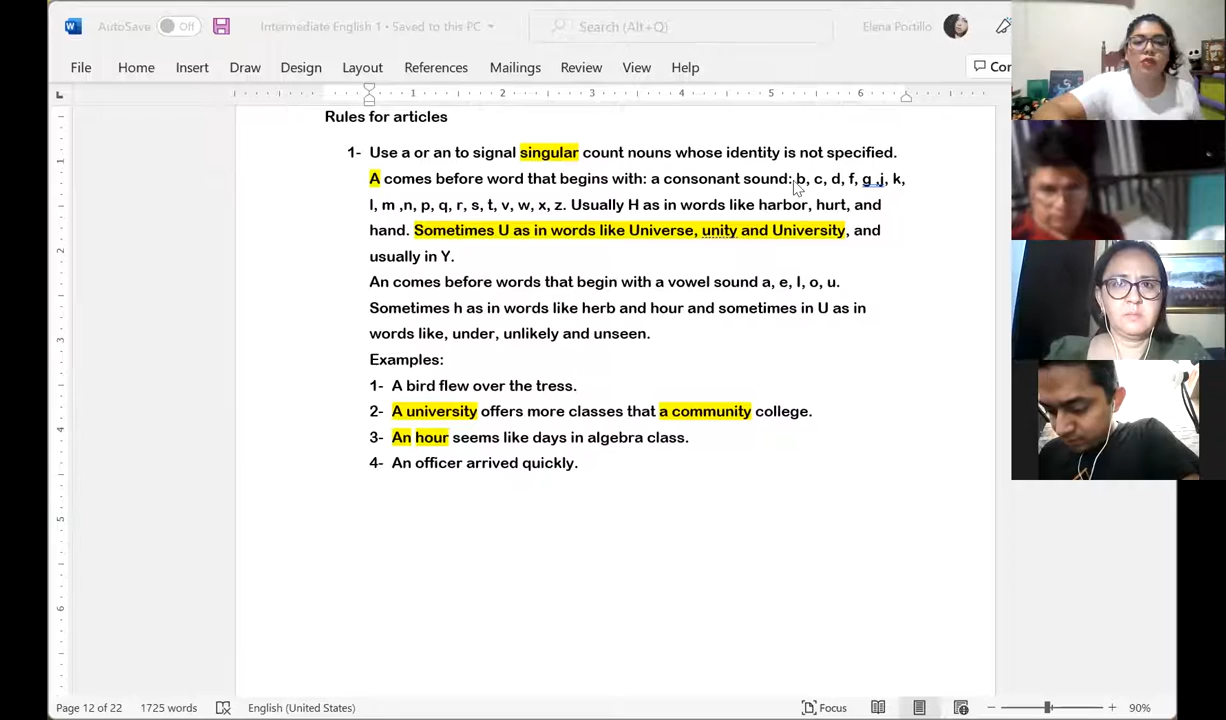 AutoSave Off Intermediate English 1 • Saved to this PC Search (Alt+Q) Elena Portillo
File Home Insert Draw Design Layout References Mailings Review View Help
1 2 3 4 5 6
Rules for articles
1- Use a or an to signal singular count nouns whose identity is not specified.
A comes before word that begins with: a consonant sound: b, c, d, f, g ,j, k,
l, m ,n, p, q, r, s, t, v, w, x, z. Usually H as in words like harbor, hurt, and
hand. Sometimes U as in words like Universe, unity and University, and
usually in Y.
An comes before words that begin with a vowel sound a, e, I, o, u.
Sometimes h as in words like herb and hour and sometimes in U as in
words like, under, unlikely and unseen.
Examples:
1- A bird flew over the tress.
2- A university offers more classes that a community college.
3- An hour seems like days in algebra class.
4- An officer arrived quickly.
Page 12 of 22 1725 words English (United States) Focus 90%